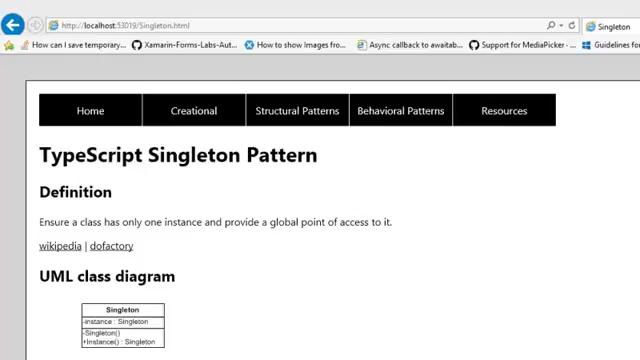 http://localhost:53019/Singleton.html
Singleton
How can I save temporary...
Xamarin-Forms-Labs-Aut...
How to show Images from...
Async callback to awaitab...
Support for MediaPicker - ...
Guidelines for
Home
Creational
Structural Patterns
Behavioral Patterns
Resources
TypeScript Singleton Pattern
Definition
Ensure a class has only one instance and provide a global point of access to it.
wikipedia | dofactory
UML class diagram
Singleton
-instance : Singleton
-Singleton()
+Instance() : Singleton